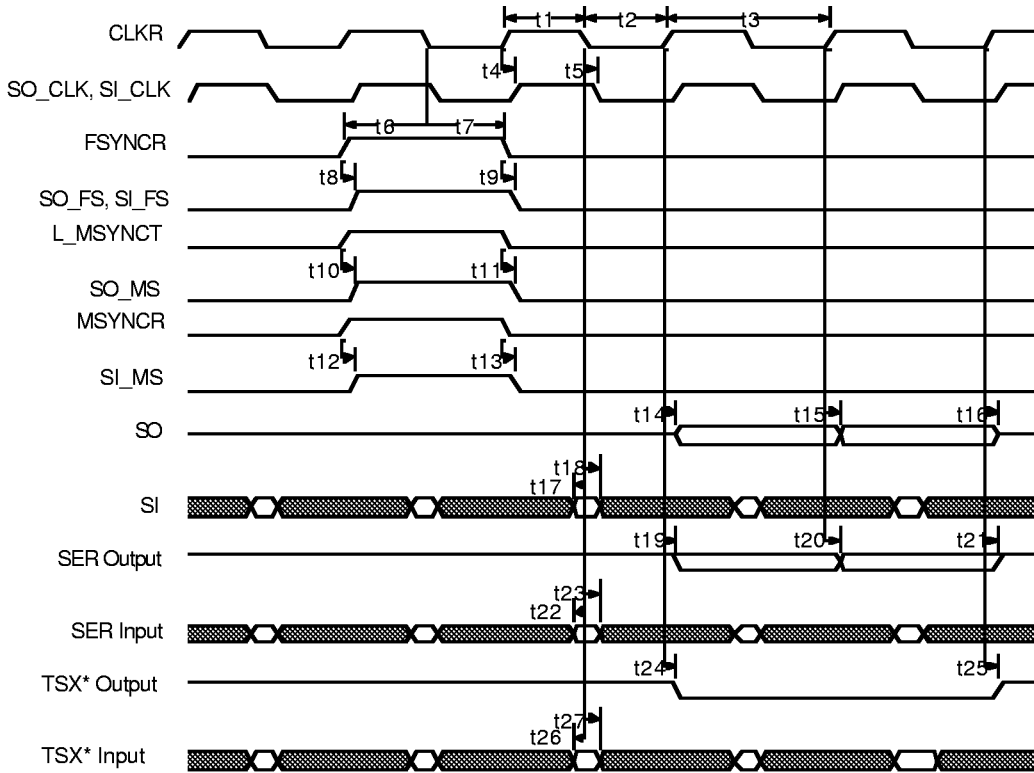 t1 t2 t3
CLKR
t4 t5
SO_CLK, SI_CLK
t6 t7
FSYNCR
t8 t9
SO_FS, SI_FS
L_MSYNCT
t10 t11
SO_MS
MSYNCR
t12 t13
SI_MS
t14 t15 t16
SO
t18
t17
SI
t19 t20 t21
SER Output
t23
t22
SER Input
t24 t25
TSX* Output
t27
t26
TSX* Input